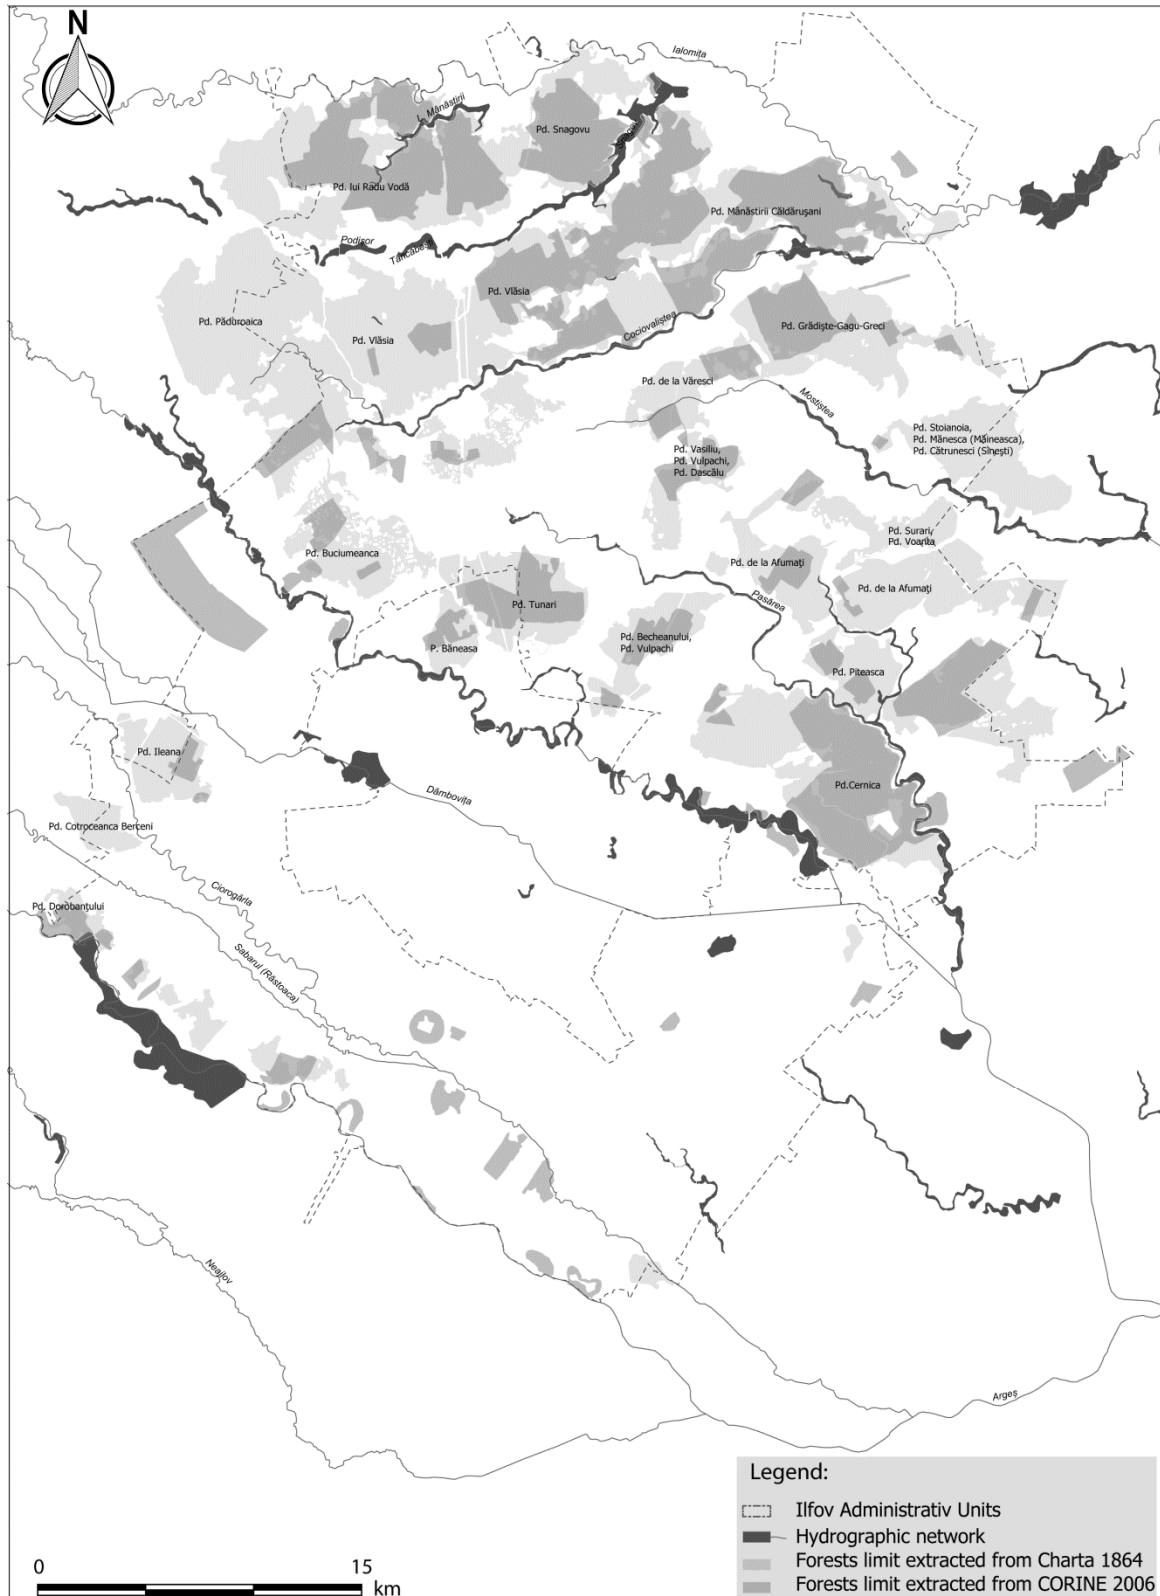 N
Ialomița
L. Mânăstirii
Pd. Snagovu
Snagov
Pd. lui Radu Vodă
Pd. Mânăstirii Căldărușani
Podișor
Tâncăbești
Pd. Vlăsia
Pd. Păduroaica
Pd. Vlăsia
Cociovaliștea
Pd. Grădiște-Gagu-Greci
Pd. de la Văresci
Mostiștea
Pd. Stoianoia,
Pd. Mănesca (Măineasca),
Pd. Cătrunesci (Sinești)
Pd. Vasiliu,
Pd. Vulpachi,
Pd. Dascălu
Pd. Surari,
Pd. Voarila
Pd. Buciumeanca
Pd. de la Afumați
Pd. de la Afumați
Pasărea
Pd. Tunari
Pd. Becheanului,
Pd. Vulpachi
P. Băneasa
Pd. Piteasca
Pd. Ileana
Pd.Cernica
Dâmbovița
Pd. Cotroceanca Berceni
Ciorogârla
Pd. Dorobanțului
Sabarul (Răstoaca)
Neajlov
Argeș
Legend:
Ilfov Administrativ Units
Hydrographic network
Forests limit extracted from Charta 1864
Forests limit extracted from CORINE 2006
0 15
km